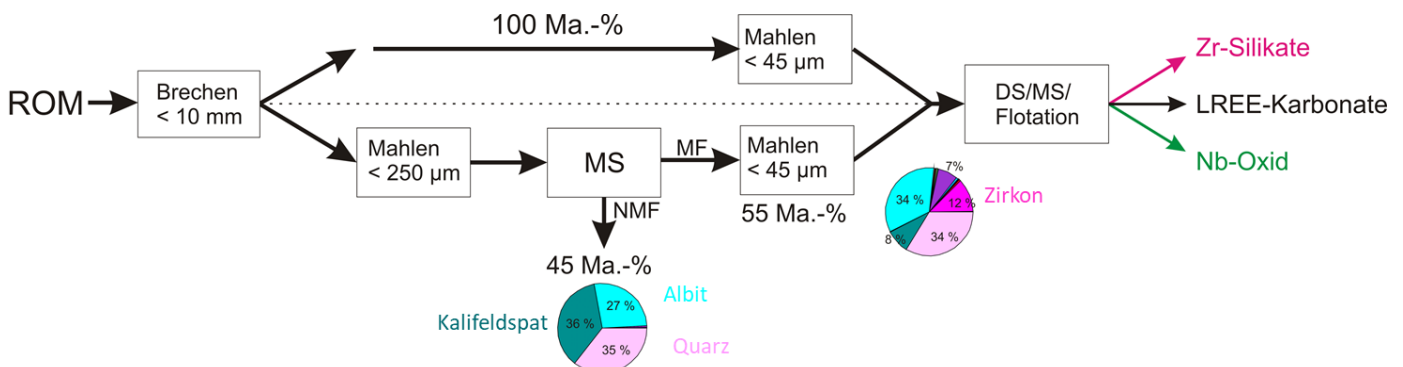 100 Ma.-%
Mahlen
< 45 µm
Zr-Silikate
ROM
Brechen
< 10 mm
DS/MS/
Flotation
LREE-Karbonate
Mahlen
< 250 µm
MS
MF
Mahlen
< 45 µm
Nb-Oxid
NMF
55 Ma.-%
7%
34 %
12 %
8 %
34 %
Zirkon
45 Ma.-%
Kalifeldspat
36 %
27 %
35 %
Albit
Quarz